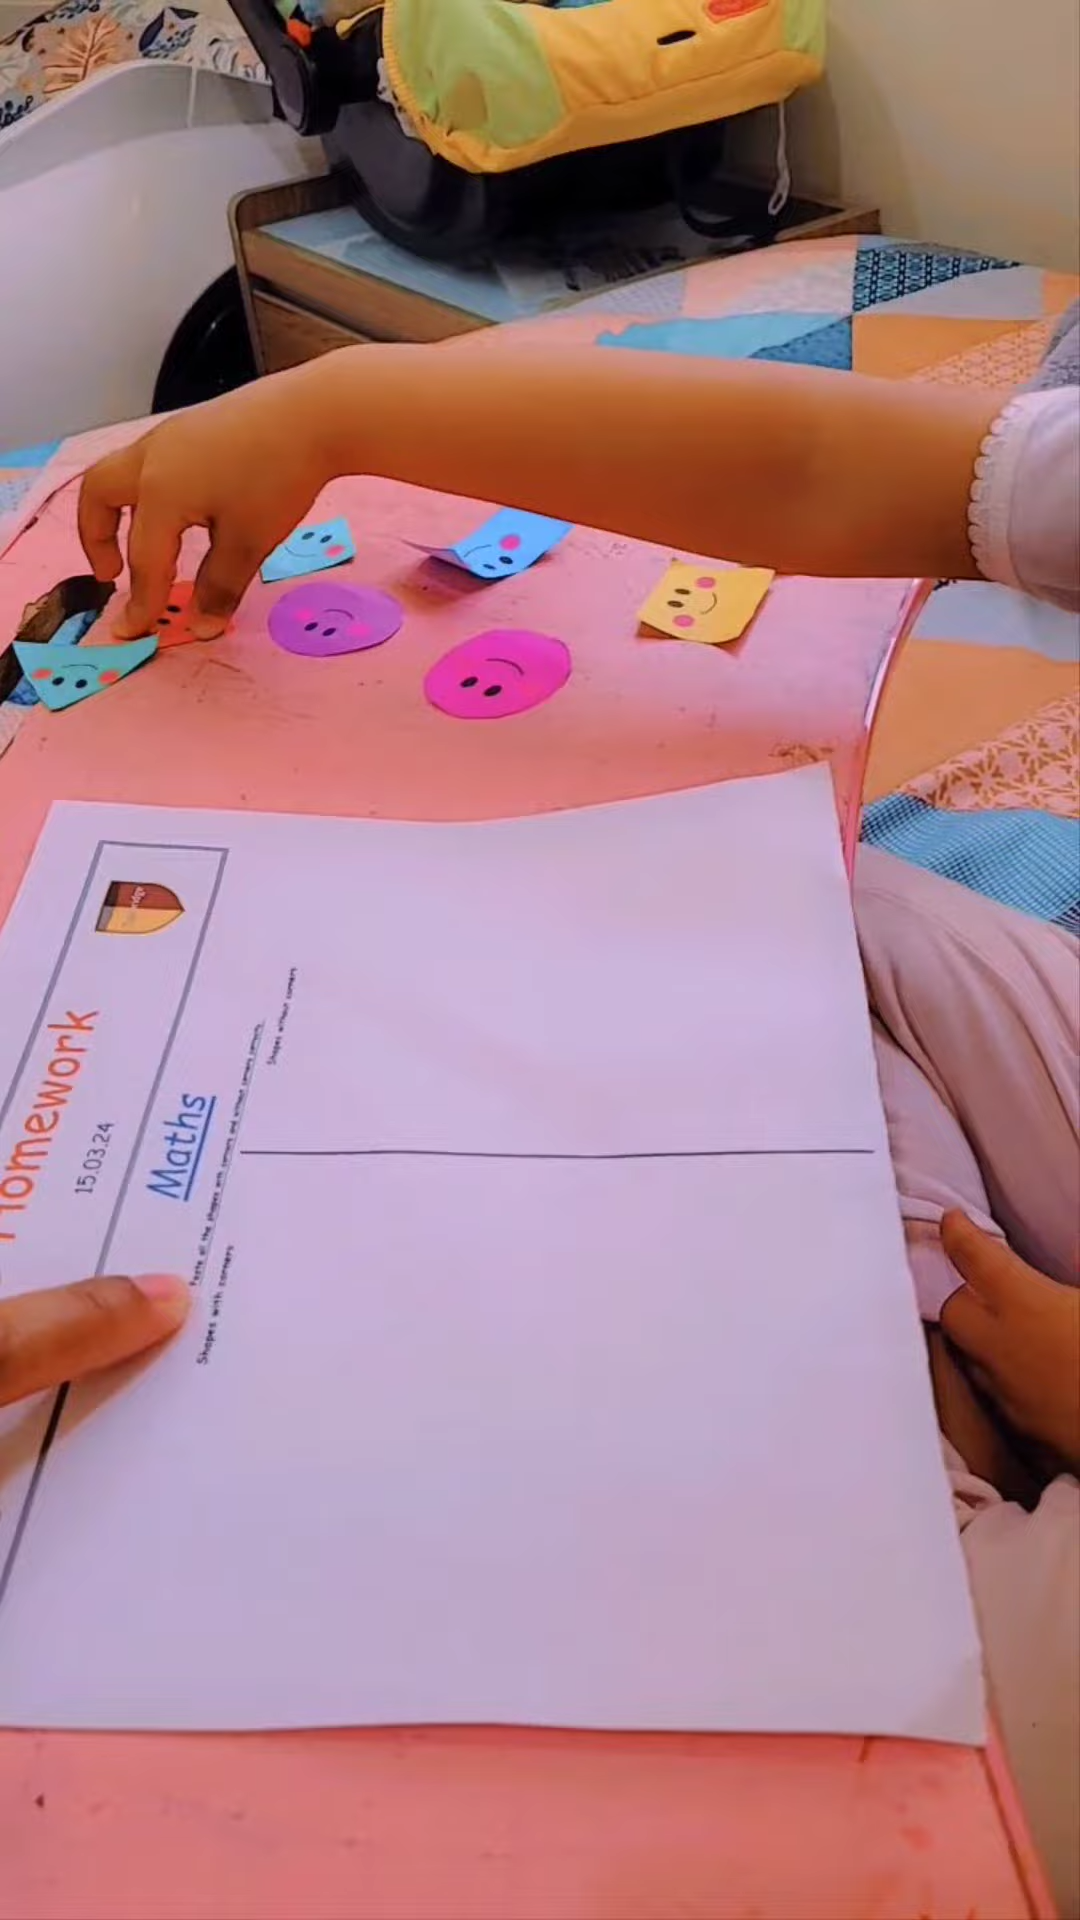 Homework
15.03.24
Maths
Paste all the shapes with corners and without corners
Shapes with corners
Shapes without corners